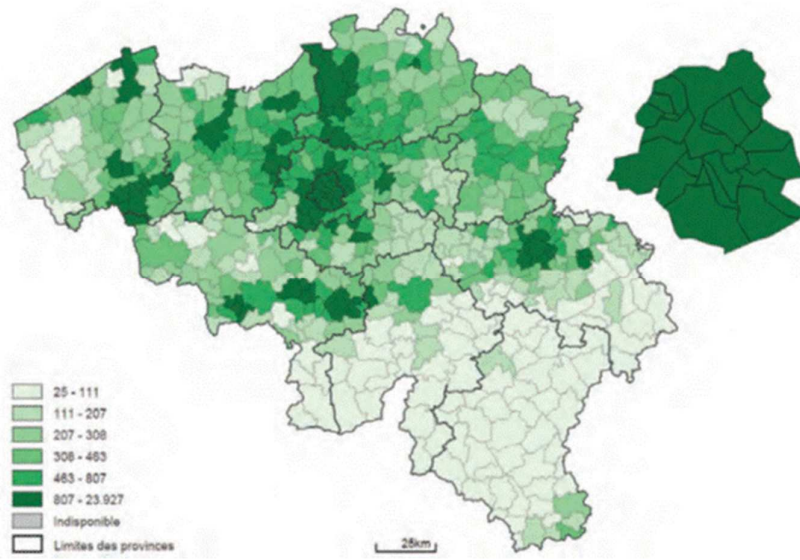 25 - 111
111 - 207
207 - 308
308 - 463
463 - 807
807 - 23.927
Indisponible
Limites des provinces
25km